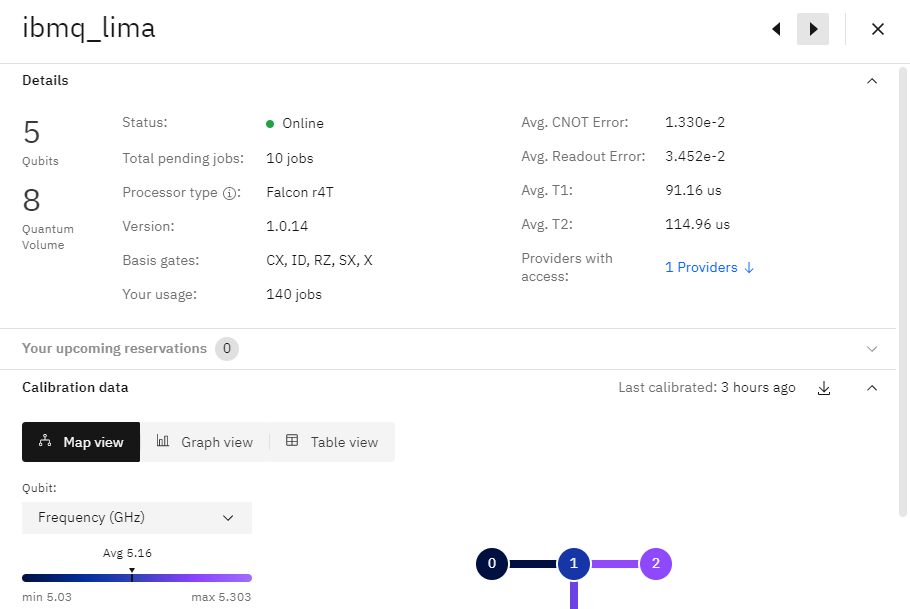 ibmq_lima
Details
5
Qubits
8
Quantum
Volume
Status: Online
Total pending jobs: 10 jobs
Processor type : Falcon r4T
Version: 1.0.14
Basis gates: CX, ID, RZ, SX, X
Your usage: 140 jobs
Avg. CNOT Error: 1.330e-2
Avg. Readout Error: 3.452e-2
Avg. T1: 91.16 us
Avg. T2: 114.96 us
Providers with
access:
1 Providers ↓
Your upcoming reservations 0
Calibration data
Last calibrated: 3 hours ago
Map view Graph view Table view
Qubit:
Frequency (GHz)
Avg 5.16
min 5.03 max 5.303
0 1 2